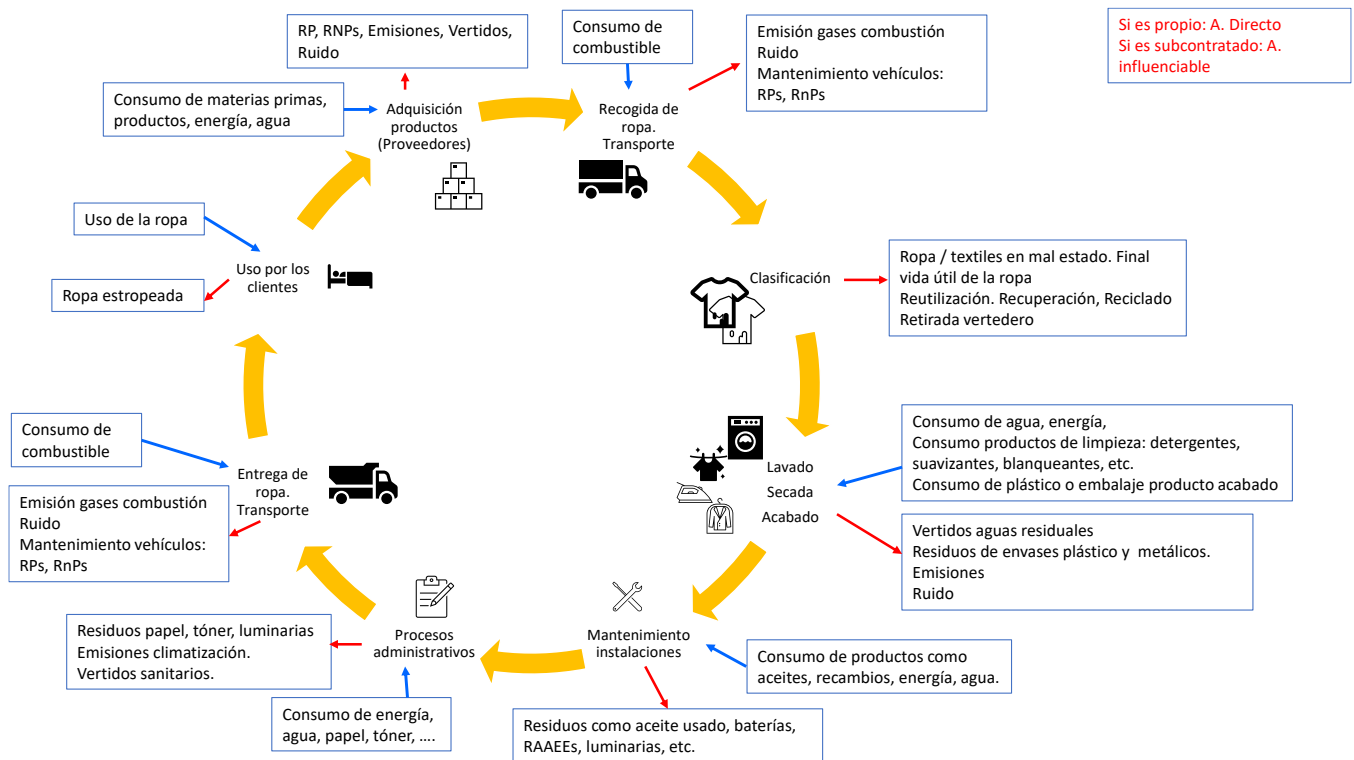 RP, RNPs, Emisiones, Vertidos,
Ruido
Consumo de
combustible
Emisión gases combustión
Ruido
Mantenimiento vehículos:
RPs, RnPs
Si es propio: A. Directo
Si es subcontratado: A.
influenciable
Consumo de materias primas,
productos, energía, agua
Adquisición
productos
(Proveedores)
Recogida de
ropa.
Transporte
Uso de la ropa
Uso por los
clientes
Ropa estropeada
Clasificación
Ropa / textiles en mal estado. Final
vida útil de la ropa
Reutilización. Recuperación, Reciclado
Retirada vertedero
Consumo de
combustible
Entrega de
ropa.
Transporte
Emisión gases combustión
Ruido
Mantenimiento vehículos:
RPs, RnPs
Lavado
Secada
Acabado
Consumo de agua, energía,
Consumo productos de limpieza: detergentes,
suavizantes, blanqueantes, etc.
Consumo de plástico o embalaje producto acabado
Vertidos aguas residuales
Residuos de envases plástico y metálicos.
Emisiones
Ruido
Residuos papel, tóner, luminarias
Emisiones climatización.
Vertidos sanitarios.
Procesos
administrativos
Mantenimiento
instalaciones
Consumo de productos como
aceites, recambios, energía, agua.
Consumo de energía,
agua, papel, tóner, ....
Residuos como aceite usado, baterías,
RAAEEs, luminarias, etc.